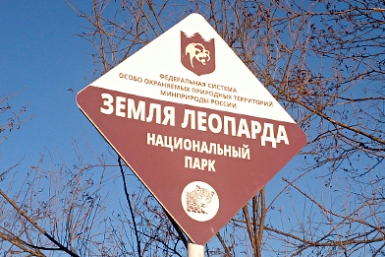 ФЕДЕРАЛЬНАЯ СИСТЕМА
ОСОБО ОХРАНЯЕМЫХ ПРИРОДНЫХ ТЕРРИТОРИЙ
МИНПРИРОДЫ РОССИИ
ЗЕМЛЯ ЛЕОПАРДА
НАЦИОНАЛЬНЫЙ
ПАРК